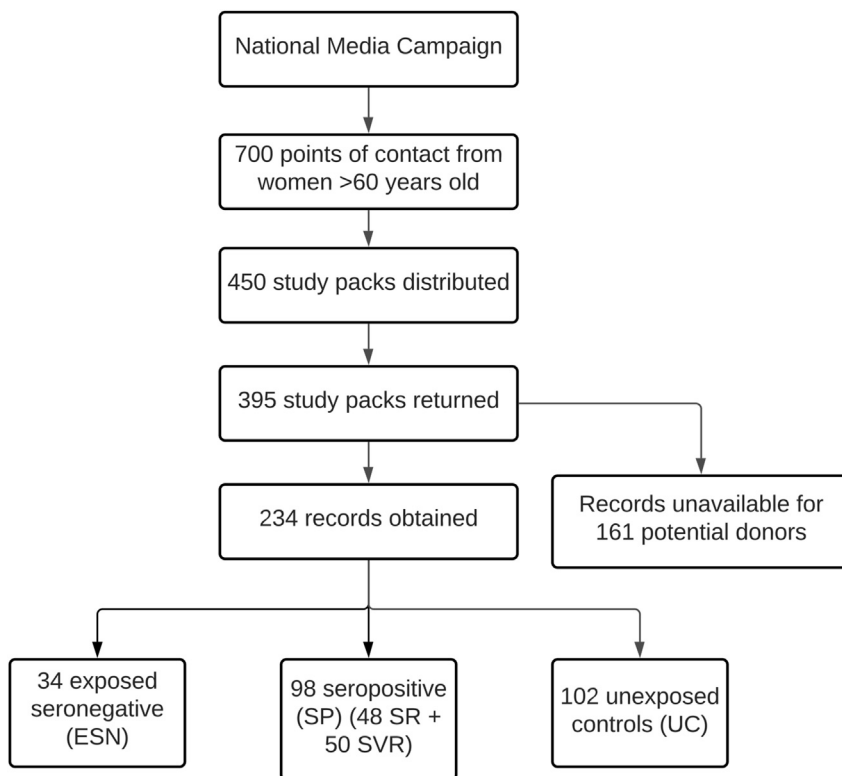 National Media Campaign
700 points of contact from
women >60 years old
450 study packs distributed
395 study packs returned
234 records obtained
Records unavailable for
161 potential donors
34 exposed
seronegative
(ESN)
98 seropositive
(SP) (48 SR +
50 SVR)
102 unexposed
controls (UC)